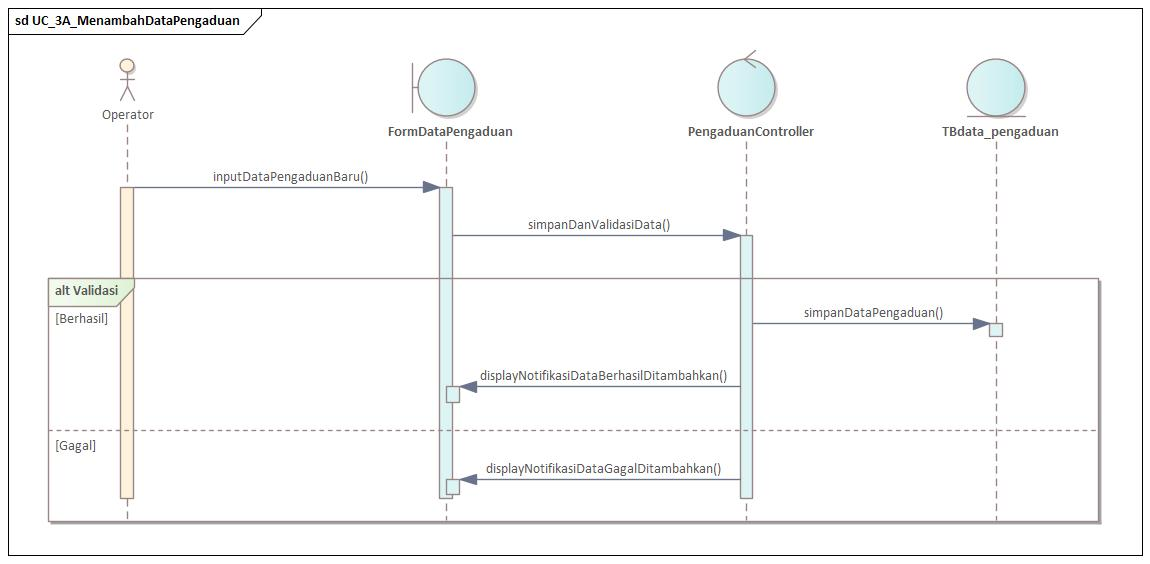 sd UC_3A_MenambahDataPengaduan
Operator
FormDataPengaduan
PengaduanController
TBdata_pengaduan
inputDataPengaduanBaru()
simpanDanValidasiData()
alt Validasi
[Berhasil]
simpanDataPengaduan()
displayNotifikasiDataBerhasilDitambahkan()
[Gagal]
displayNotifikasiDataGagalDitambahkan()